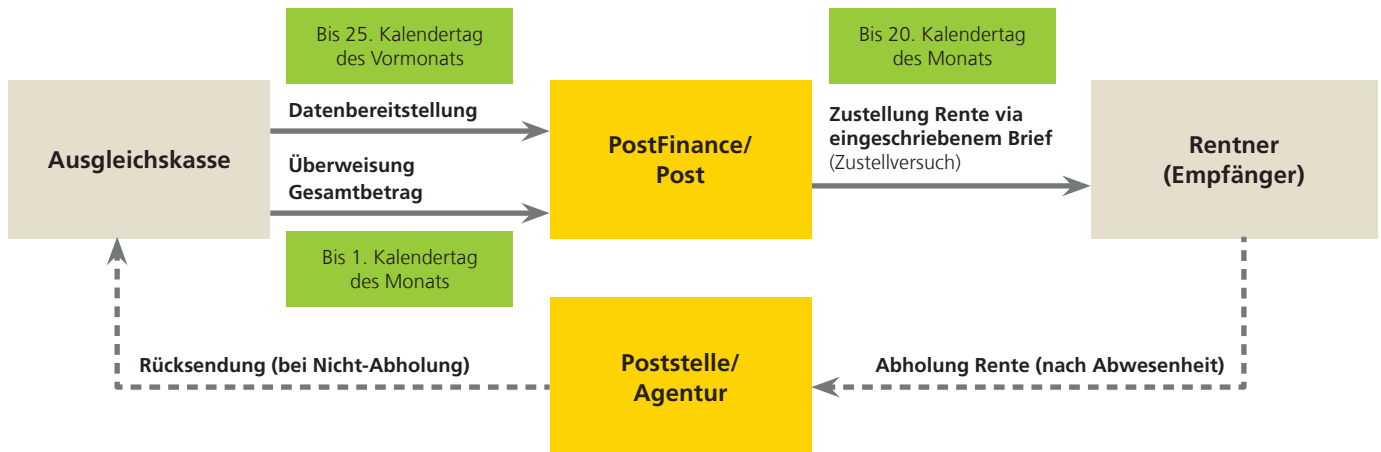 Bis 25. Kalendertag
des Vormonats
Bis 20. Kalendertag
des Monats
Ausgleichskasse
Datenbereitstellung
Überweisung
Gesamtbetrag
PostFinance/
Post
Zustellung Rente via
eingeschriebenem Brief
(Zustellversuch)
Rentner
(Empfänger)
Bis 1. Kalendertag
des Monats
Rücksendung (bei Nicht-Abholung)
Poststelle/
Agentur
Abholung Rente (nach Abwesenheit)